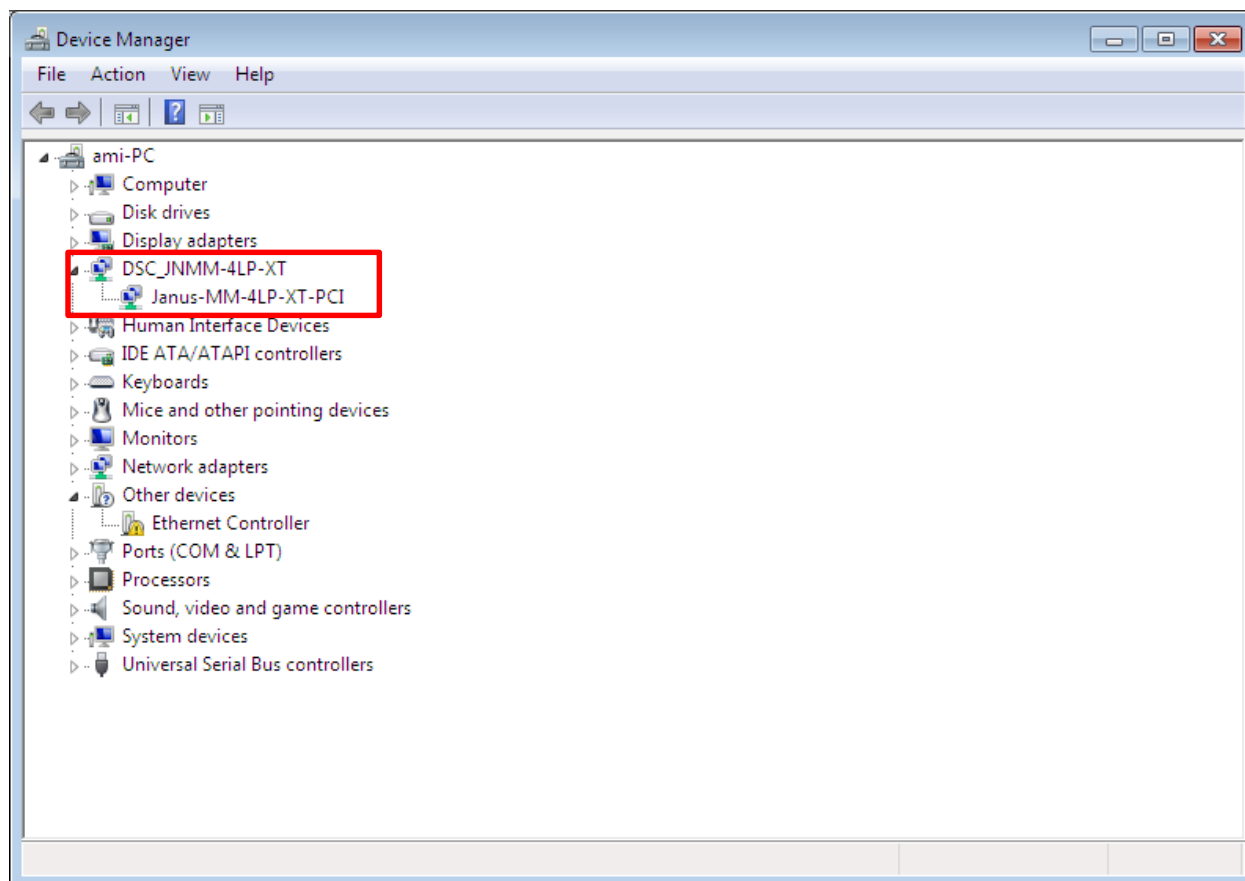 Device Manager
File Action View Help
ami-PC
Computer
Disk drives
Display adapters
DSC_JNMM-4LP-XT
Janus-MM-4LP-XT-PCI
Human Interface Devices
IDE ATA/ATAPI controllers
Keyboards
Mice and other pointing devices
Monitors
Network adapters
Other devices
Ethernet Controller
Ports (COM & LPT)
Processors
Sound, video and game controllers
System devices
Universal Serial Bus controllers